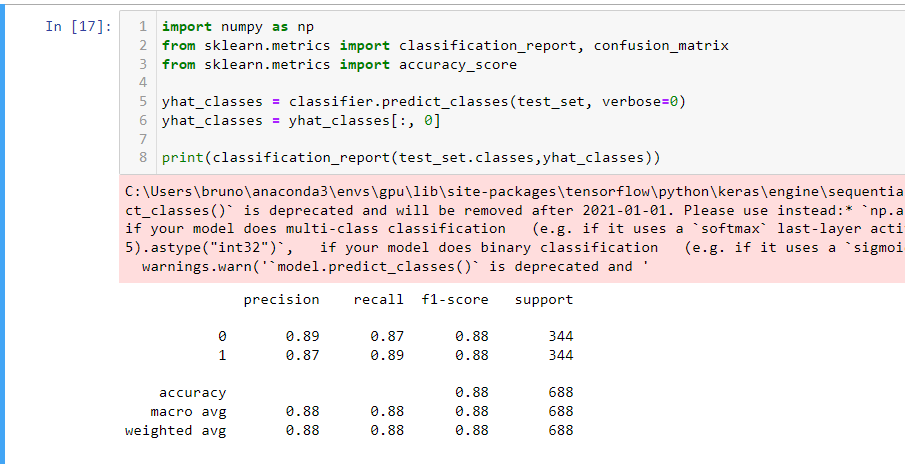 In [17]:
1 import numpy as np
2 from sklearn.metrics import classification_report, confusion_matrix
3 from sklearn.metrics import accuracy_score
4
5 yhat_classes = classifier.predict_classes(test_set, verbose=0)
6 yhat_classes = yhat_classes[:, 0]
7
8 print(classification_report(test_set.classes,yhat_classes))
C:\Users\bruno\anaconda3\envs\gpu\lib\site-packages\tensorflow\python\keras\engine\sequentia
ct_classes()` is deprecated and will be removed after 2021-01-01. Please use instead:* `np.a
if your model does multi-class classification   (e.g. if it uses a `softmax` last-layer acti
5).astype("int32")`,   if your model does binary classification   (e.g. if it uses a `sigmoi
  warnings.warn('`model.predict_classes()` is deprecated and '
precision    recall  f1-score   support
0       0.89      0.87      0.88       344
1       0.87      0.89      0.88       344
accuracy                           0.88       688
macro avg       0.88      0.88      0.88       688
weighted avg       0.88      0.88      0.88       688